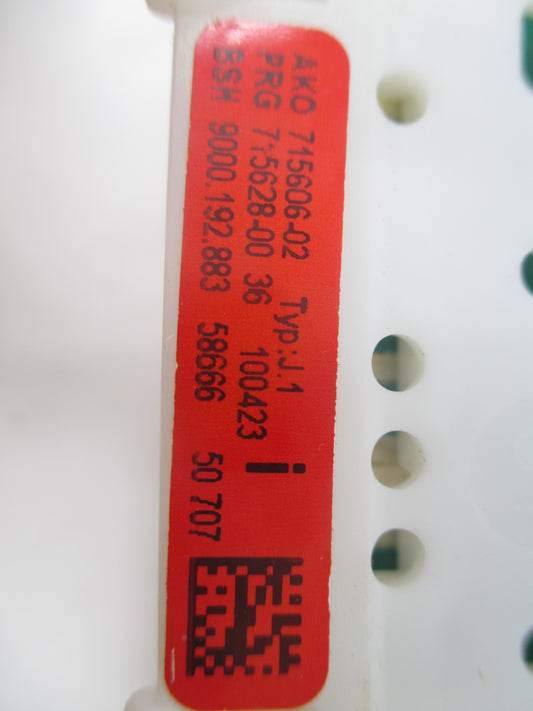 AKO 715606-02 Typ:J.1
PRG 715628-00 36 100423 i
BSH 9000.192.883 58666 50 707